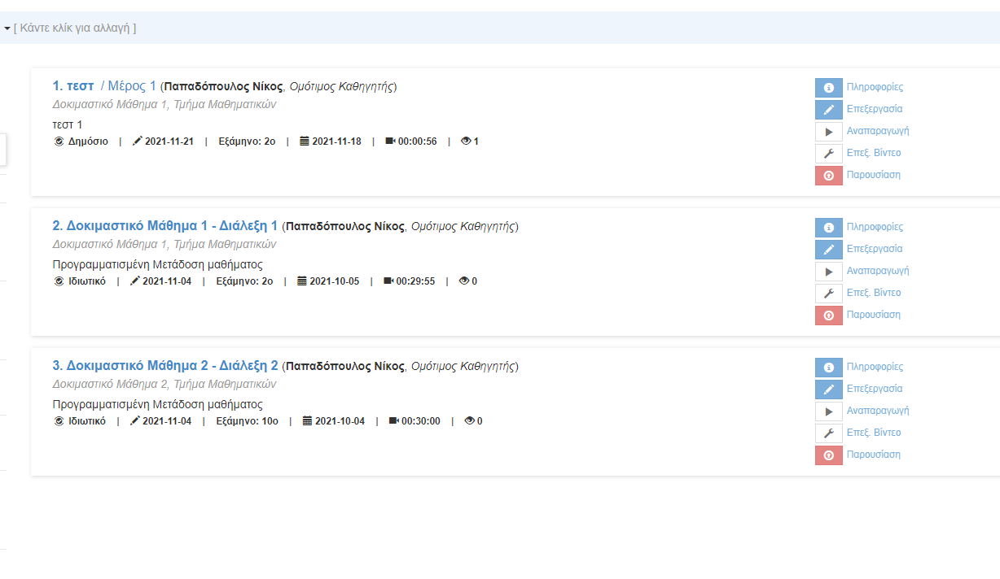 [ Κάντε κλίκ για αλλαγή ]
1. τεστ / Μέρος 1 (Παπαδόπουλος Νίκος, Ομότιμος Καθηγητής)
Δοκιμαστικό Μάθημα 1, Τμήμα Μαθηματικών
τεστ 1
Δημόσιο | 2021-11-21 | Εξάμηνο: 2ο | 2021-11-18 | 00:00:56 | 1
Πληροφορίες
Επεξεργασία
Αναπαραγωγή
Επεξ. Βίντεο
Παρουσίαση
2. Δοκιμαστικό Μάθημα 1 - Διάλεξη 1 (Παπαδόπουλος Νίκος, Ομότιμος Καθηγητής)
Δοκιμαστικό Μάθημα 1, Τμήμα Μαθηματικών
Προγραμματισμένη Μετάδοση μαθήματος
Ιδιωτικό | 2021-11-04 | Εξάμηνο: 2ο | 2021-10-05 | 00:29:55 | 0
Πληροφορίες
Επεξεργασία
Αναπαραγωγή
Επεξ. Βίντεο
Παρουσίαση
3. Δοκιμαστικό Μάθημα 2 - Διάλεξη 2 (Παπαδόπουλος Νίκος, Ομότιμος Καθηγητής)
Δοκιμαστικό Μάθημα 2, Τμήμα Μαθηματικών
Προγραμματισμένη Μετάδοση μαθήματος
Ιδιωτικό | 2021-11-04 | Εξάμηνο: 10ο | 2021-10-04 | 00:30:00 | 0
Πληροφορίες
Επεξεργασία
Αναπαραγωγή
Επεξ. Βίντεο
Παρουσίαση